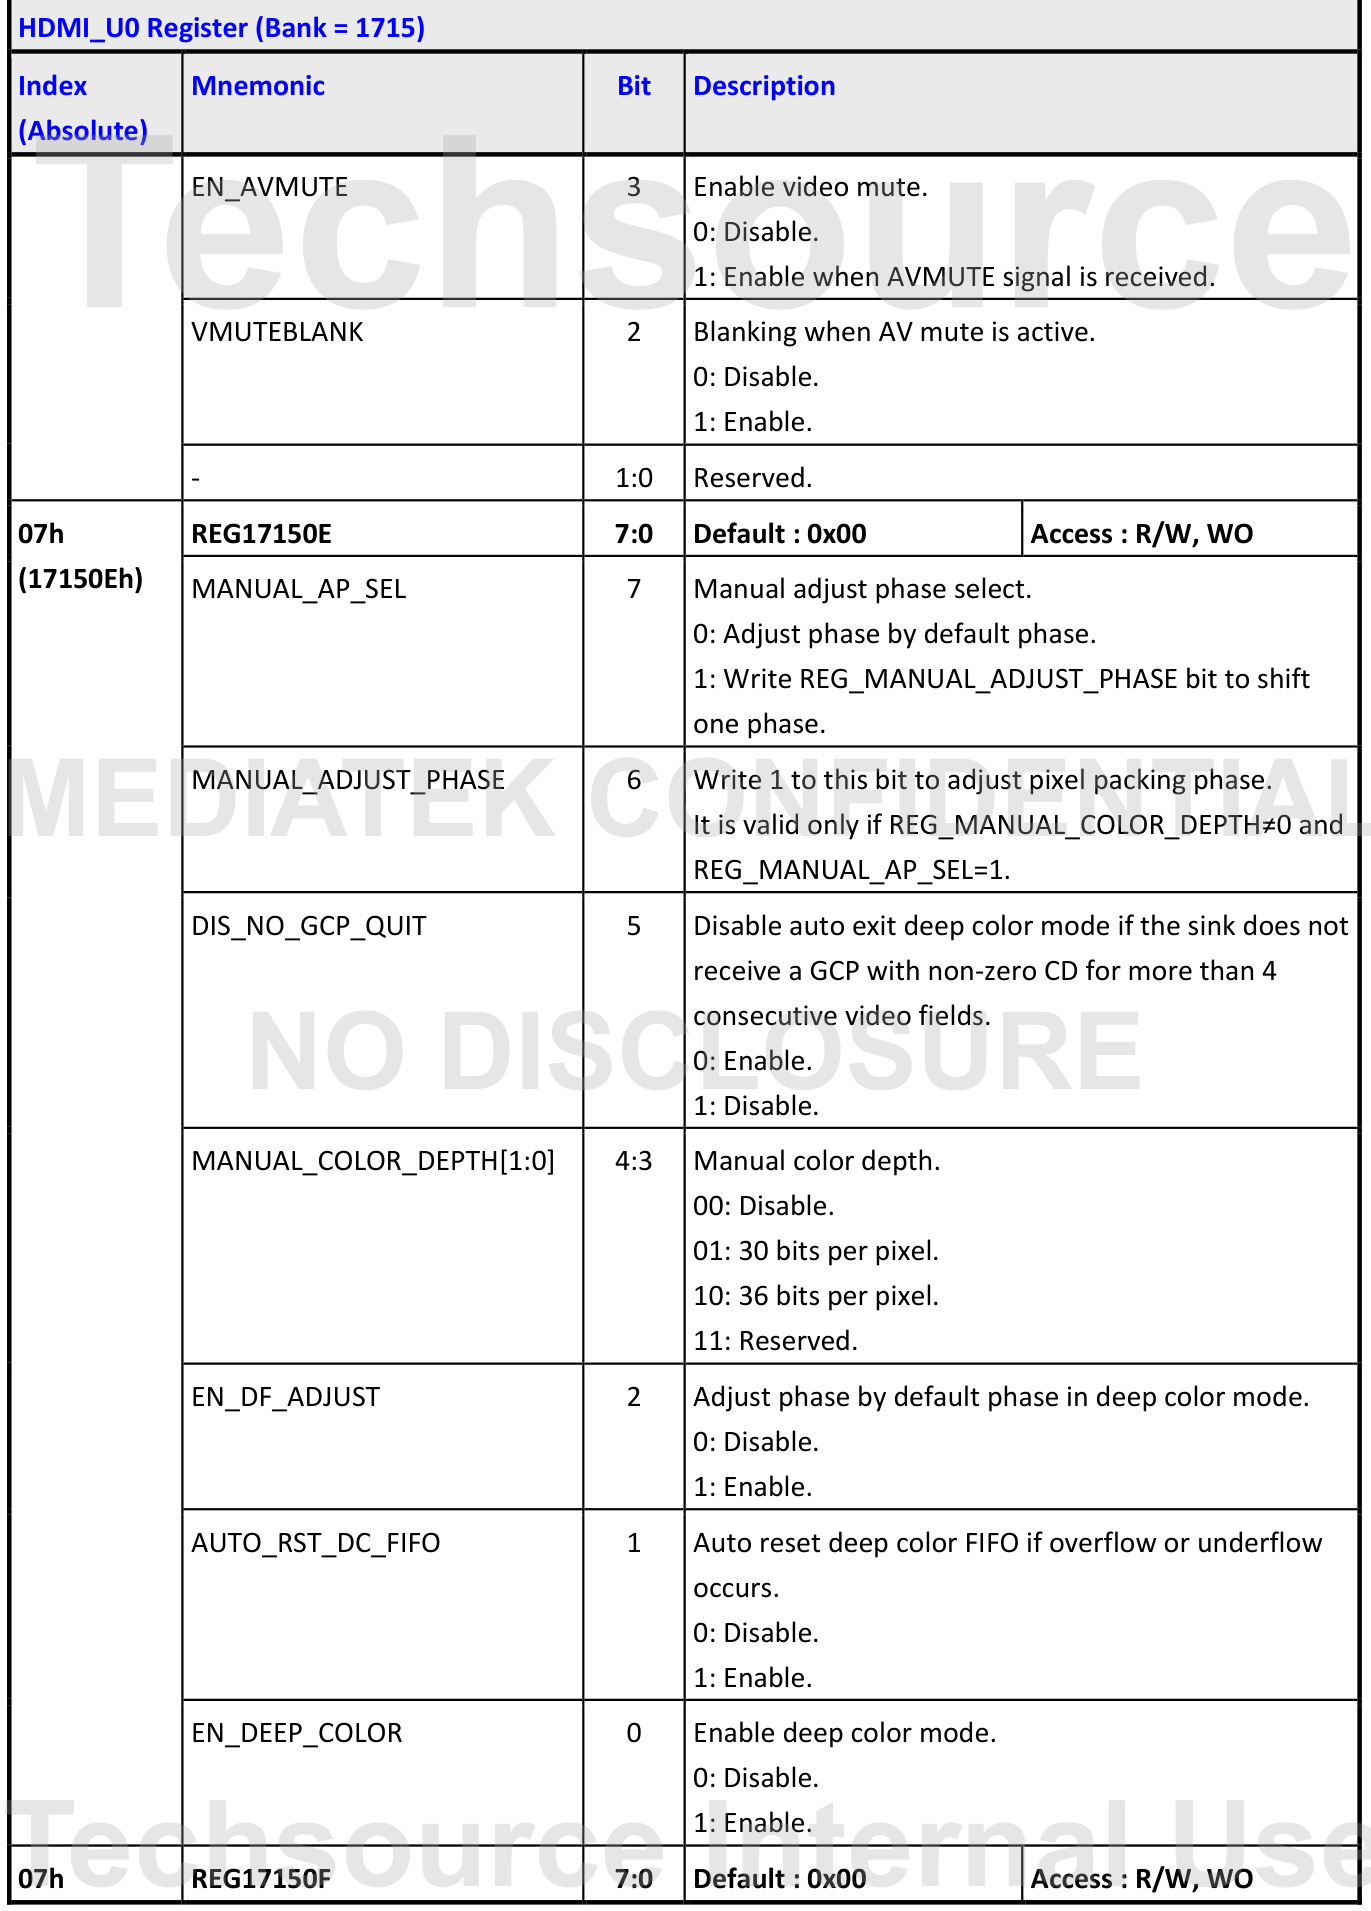 HDMI_U0 Register (Bank = 1715)
Index (Absolute) Mnemonic Bit Description
EN_AVMUTE 3 Enable video mute.
0: Disable.
1: Enable when AVMUTE signal is received.
Techsource
VMUTEBLANK 2 Blanking when AV mute is active.
0: Disable.
1: Enable.
- 1:0 Reserved.
07h REG17150E 7:0 Default : 0x00 Access : R/W, WO
(17150Eh)
MANUAL_AP_SEL 7 Manual adjust phase select.
0: Adjust phase by default phase.
1: Write REG_MANUAL_ADJUST_PHASE bit to shift
one phase.
MANUAL_ADJUST_PHASE 6 Write 1 to this bit to adjust pixel packing phase.
It is valid only if REG_MANUAL_COLOR_DEPTH≠0 and
REG_MANUAL_AP_SEL=1.
MEDIATEK CONFIDENTIAL
DIS_NO_GCP_QUIT 5 Disable auto exit deep color mode if the sink does not
receive a GCP with non-zero CD for more than 4
consecutive video fields.
0: Enable.
1: Disable.
NO DISCLOSURE
MANUAL_COLOR_DEPTH[1:0] 4:3 Manual color depth.
00: Disable.
01: 30 bits per pixel.
10: 36 bits per pixel.
11: Reserved.
EN_DF_ADJUST 2 Adjust phase by default phase in deep color mode.
0: Disable.
1: Enable.
AUTO_RST_DC_FIFO 1 Auto reset deep color FIFO if overflow or underflow
occurs.
0: Disable.
1: Enable.
EN_DEEP_COLOR 0 Enable deep color mode.
0: Disable.
1: Enable.
Techsource Internal Use
07h REG17150F 7:0 Default : 0x00 Access : R/W, WO